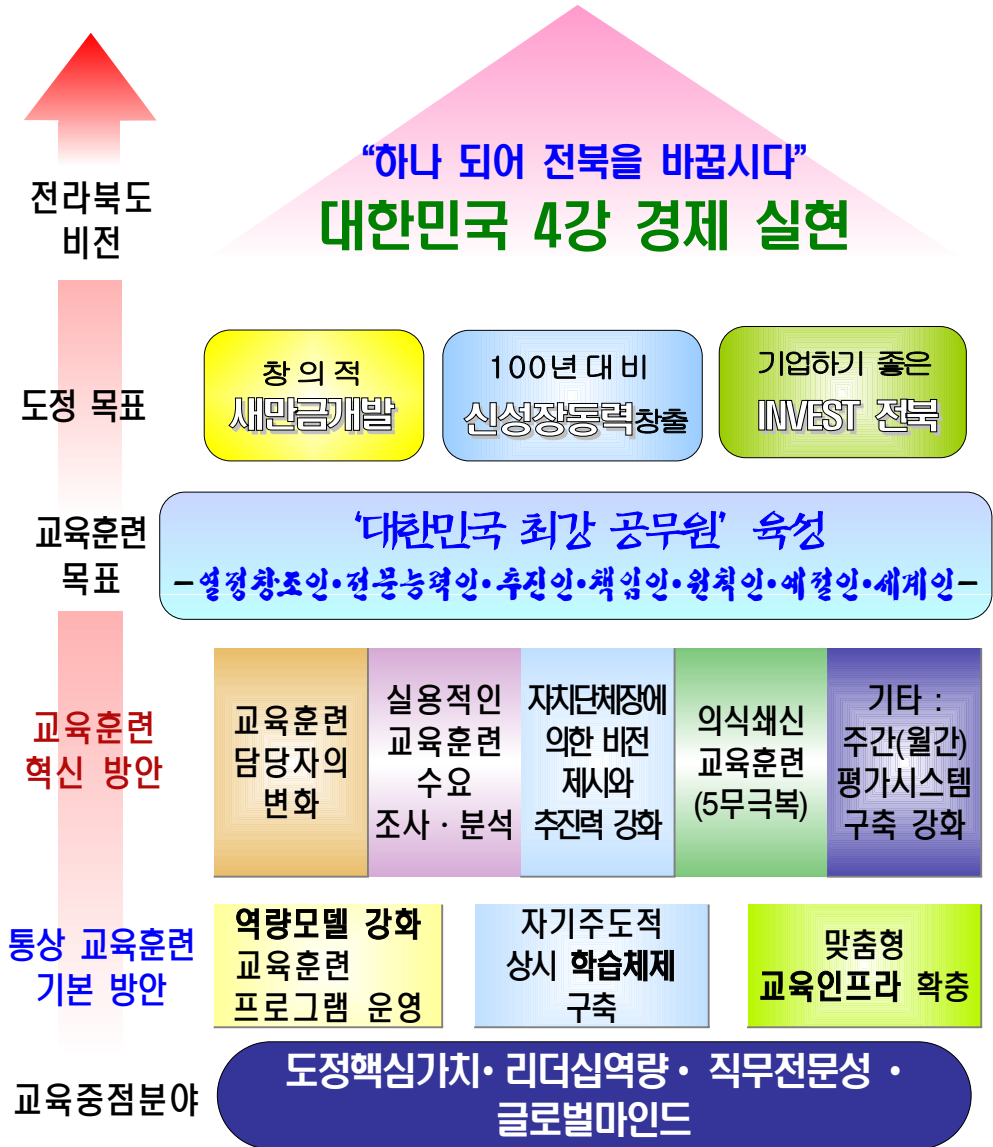 “하나 되어 전북을 바꿉시다”
대한민국 4강 경제 실현
전라북도
비전
도정 목표
창 의 적
새만금개발
100년 대 비
신성장동력창출
기업하기 좋은
INVEST 전북
교육훈련
목표
‘대한민국 최강 공무원’ 육성
-열정창조인·전문능력인·추진인·책임인·원칙인·예절인·세계인-
교육훈련
혁신 방안
교육훈련
담당자의
변화
실용적인
교육훈련
수요
조사·분석
자치단체장에
의한 비전
제시와
추진력 강화
의식쇄신
교육훈련
(5무극복)
기타 :
주간(월간)
평가시스템
구축 강화
통상 교육훈련
기본 방안
역량모델 강화
교육훈련
프로그램 운영
자기주도적
상시 학습체제
구축
맞춤형
교육인프라 확충
교육중점분야
도정핵심가치· 리더십역량 · 직무전문성 ·
글로벌마인드